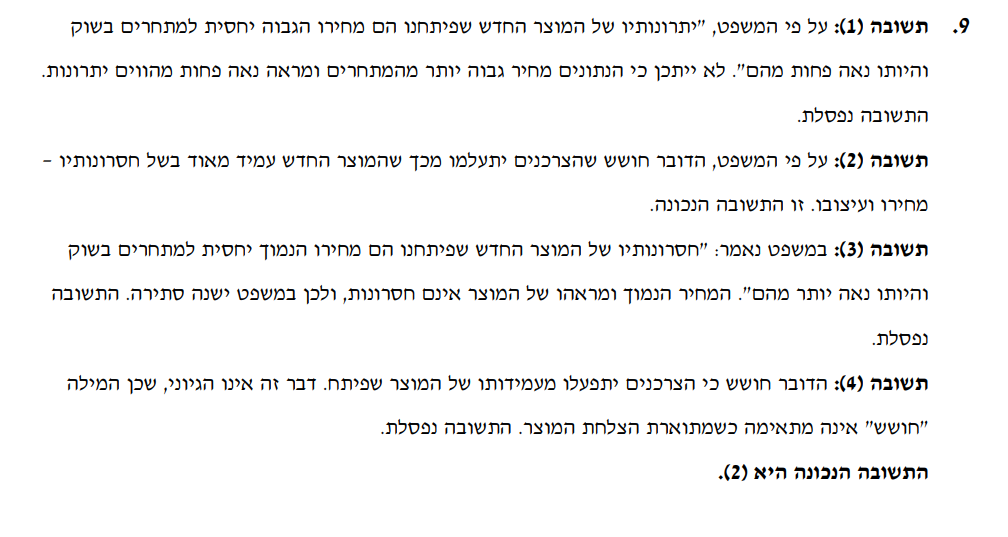 9. תשובה (1): על פי המשפט, "יתרונותיו של המוצר החדש שפיתחנו הם מחירו הגבוה יחסית למתחרים בשוק
והיותו נאה פחות מהם". לא ייתכן כי הנתונים מחיר גבוה יותר מהמתחרים ומראה נאה פחות מהווים יתרונות.
התשובה נפסלת.
תשובה (2): על פי המשפט, הדובר חושש שהצרכנים יתעלמו מכך שהמוצר החדש עמיד מאוד בשל חסרונותיו –
מחירו ועיצובו. זו התשובה הנכונה.
תשובה (3): במשפט נאמר: "חסרונותיו של המוצר החדש שפיתחנו הם מחירו הנמוך יחסית למתחרים בשוק
והיותו נאה יותר מהם". המחיר הנמוך ומראהו של המוצר אינם חסרונות, ולכן במשפט ישנה סתירה. התשובה
נפסלת.
תשובה (4): הדובר חושש כי הצרכנים יתפעלו מעמידותו של המוצר שפיתח. דבר זה אינו הגיוני, שכן המילה
"חושש" אינה מתאימה כשמתוארת הצלחת המוצר. התשובה נפסלת.
התשובה הנכונה היא (2).